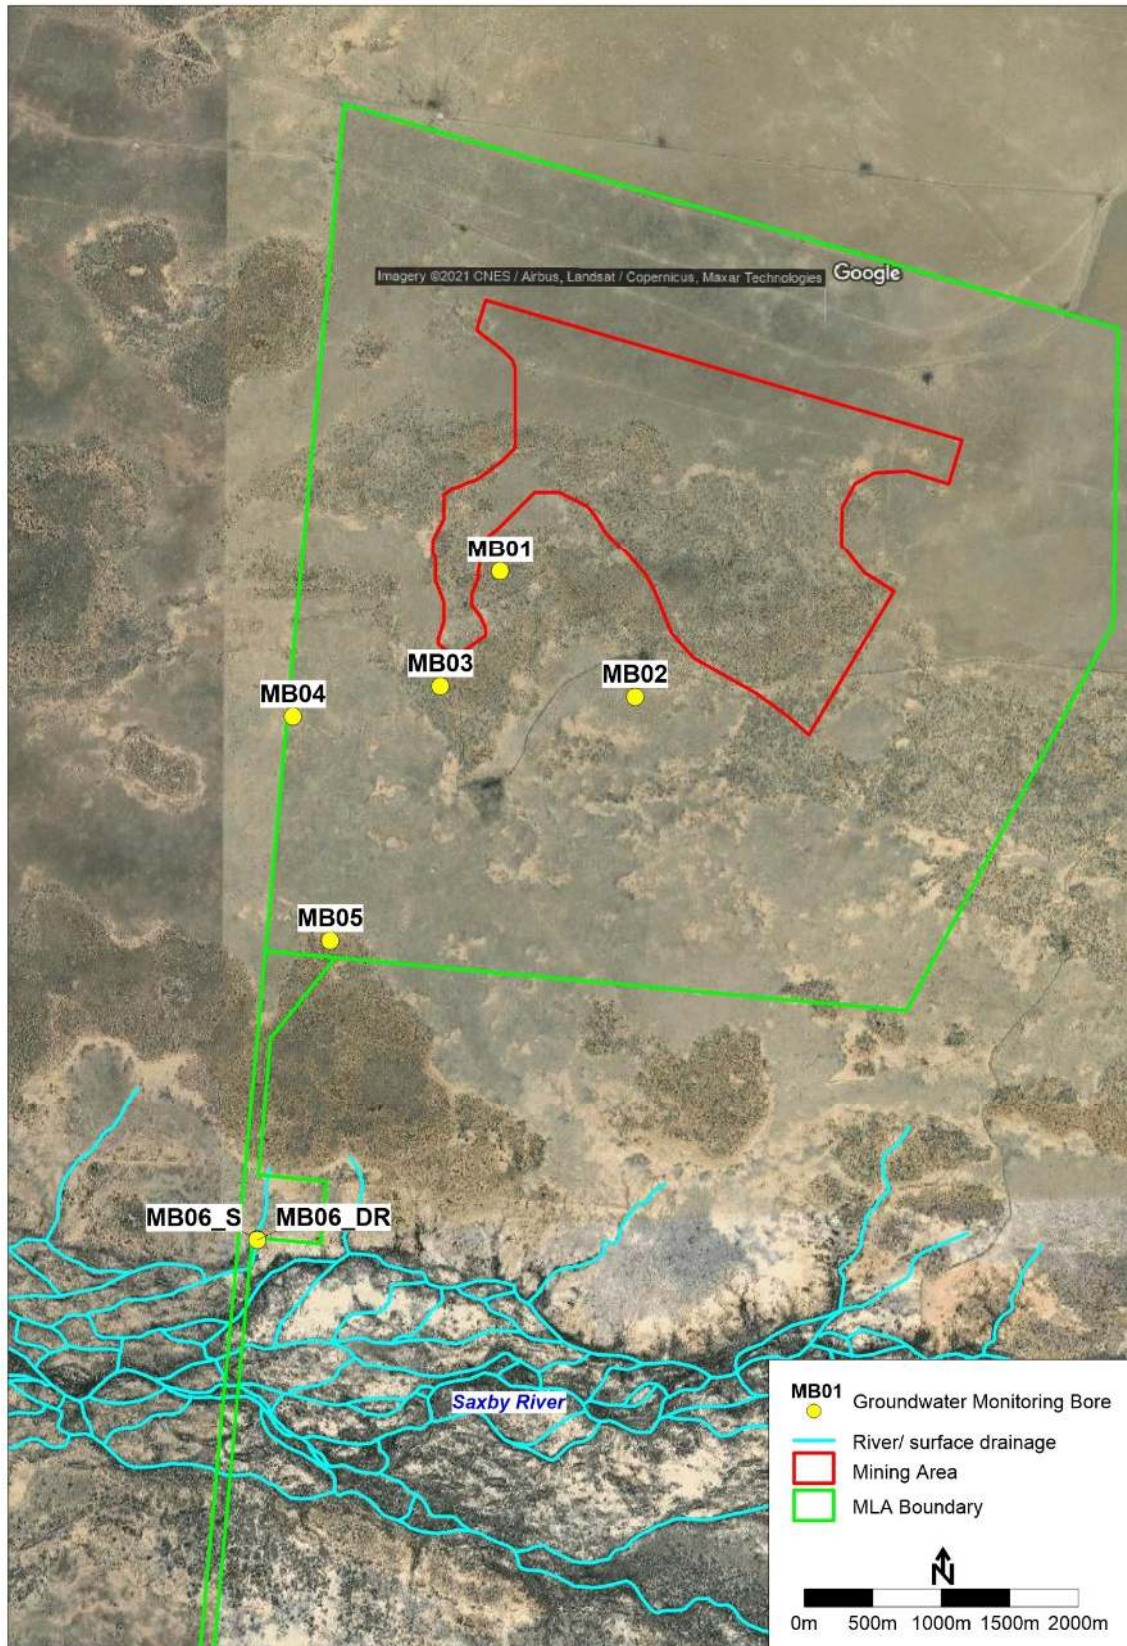 Imagery ©2021 CNES / Airbus, Landsat / Copernicus, Maxar Technologies Google
MB01
MB03
MB02
MB04
MB05
MB06_S MB06_DR
Saxby River
MB01 Groundwater Monitoring Bore
River/ surface drainage
Mining Area
MLA Boundary
N
0m 500m 1000m 1500m 2000m